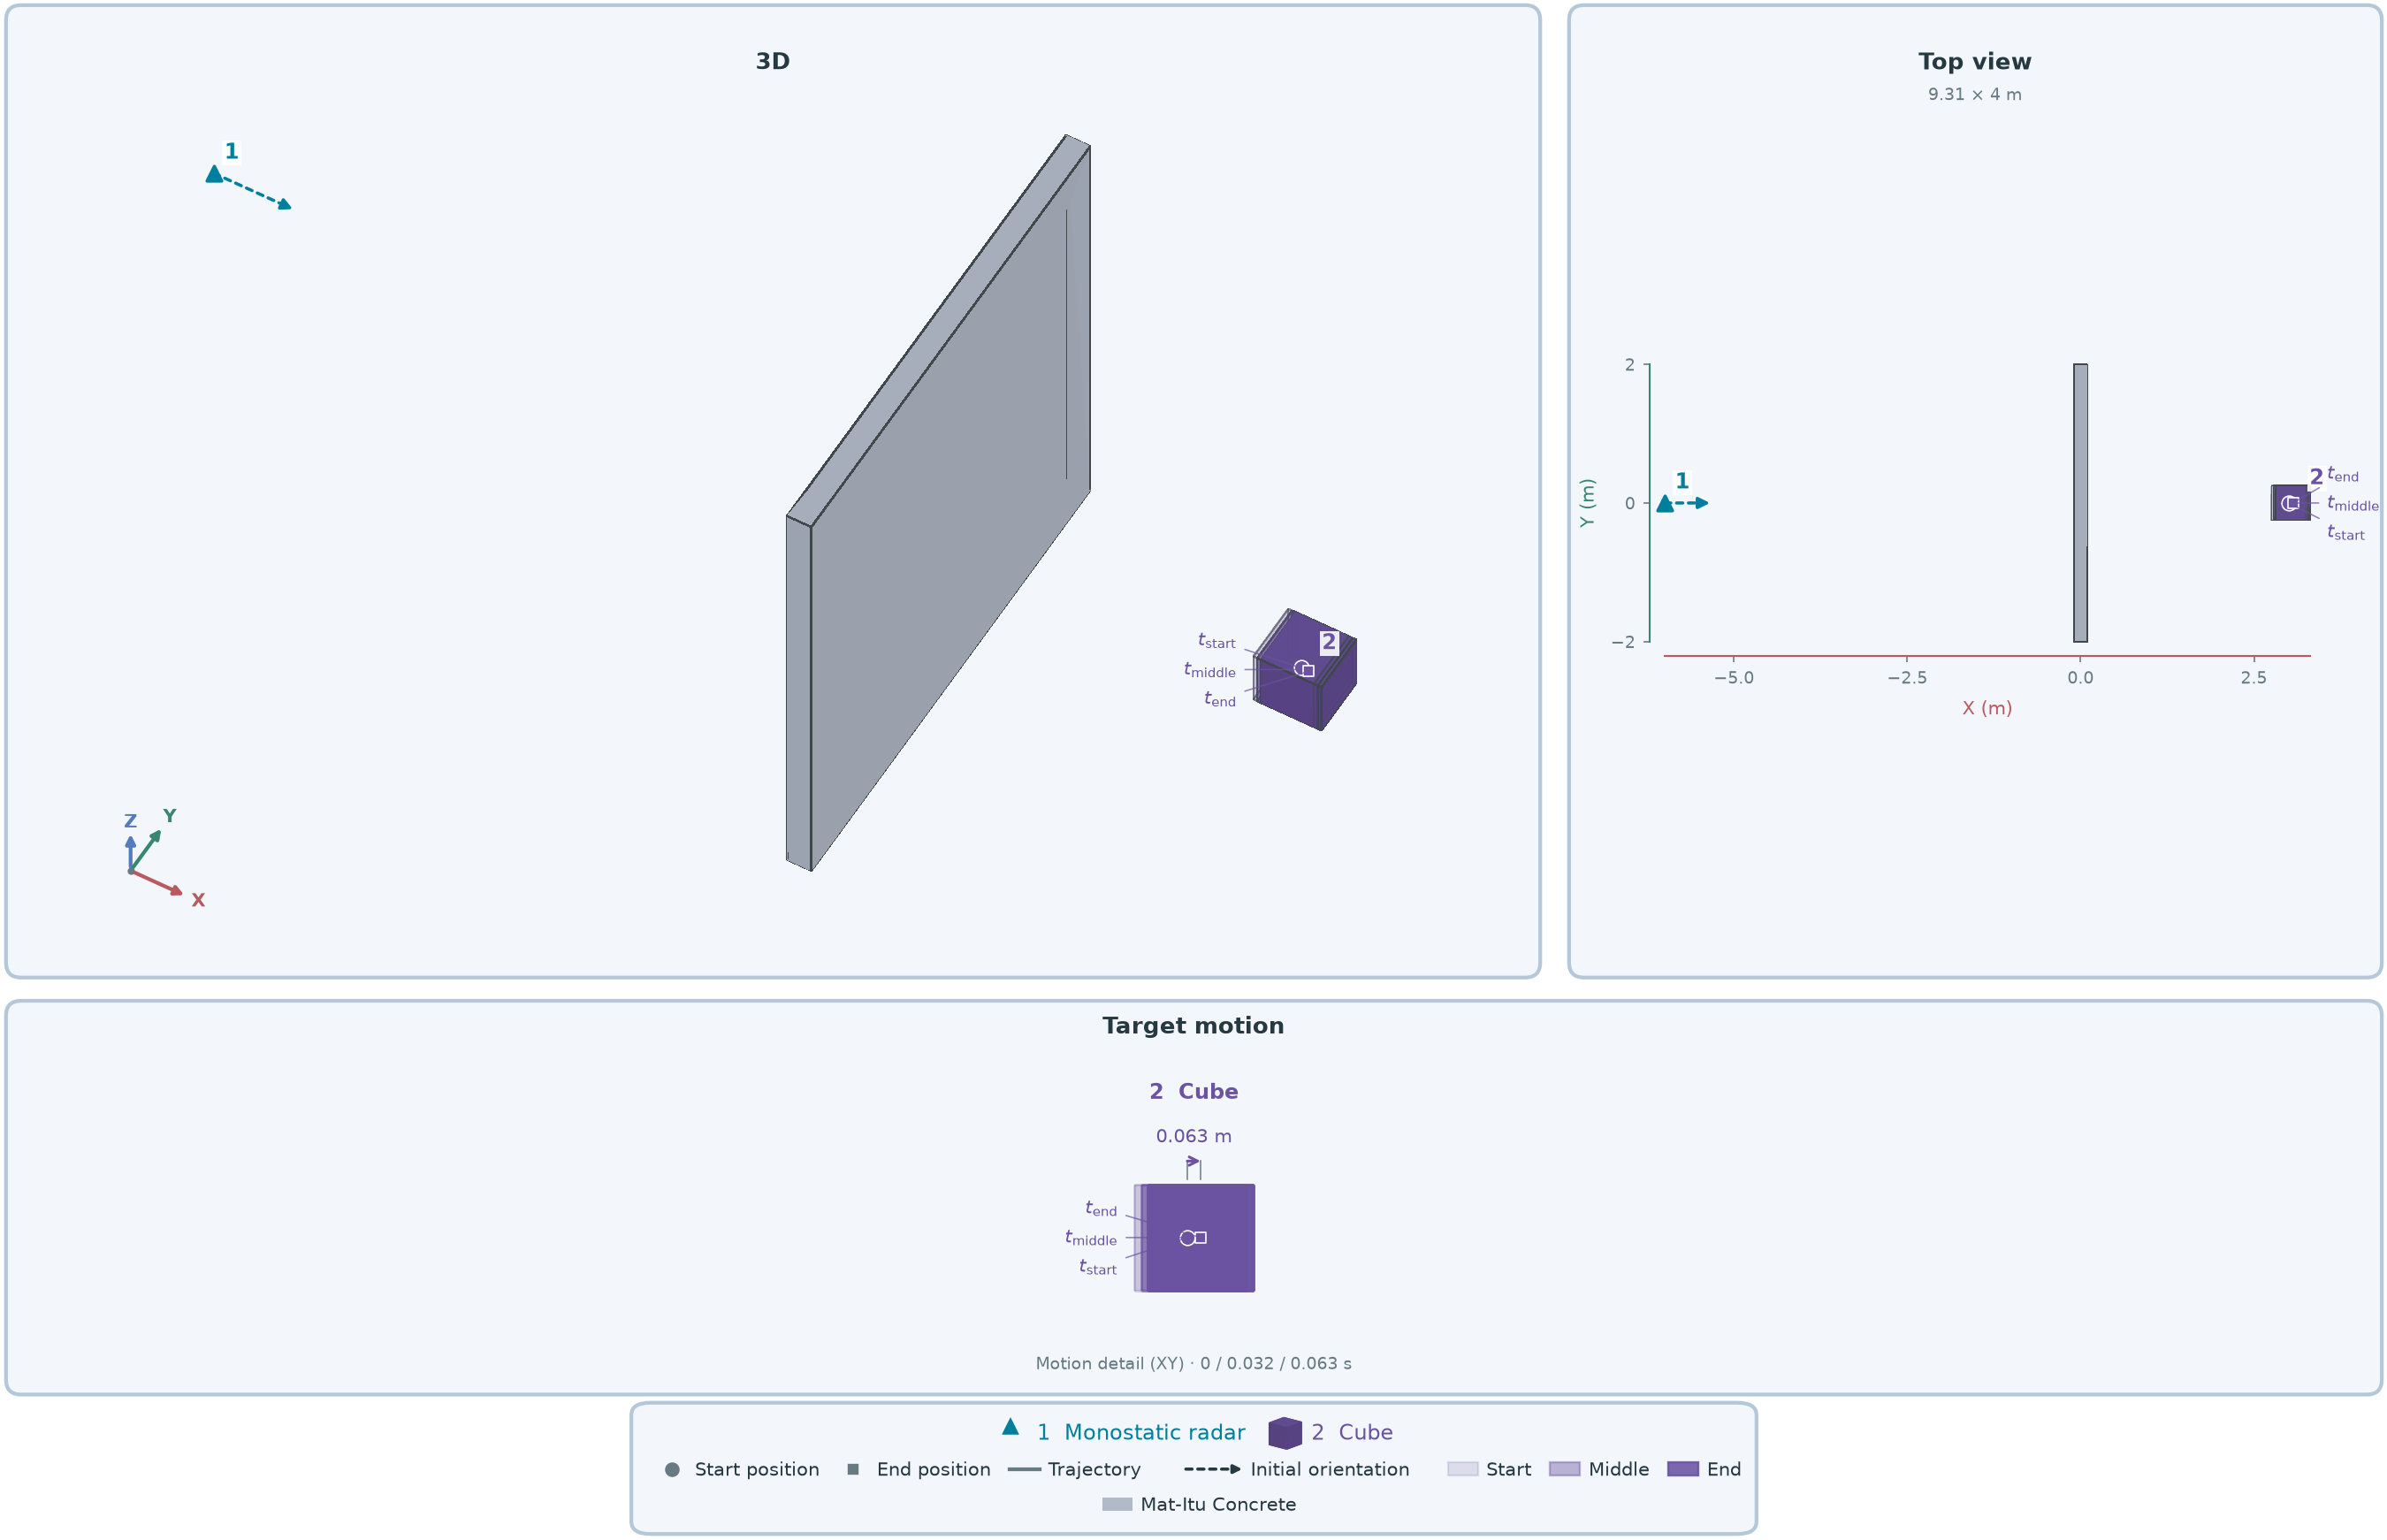 3D
1
2
t_start
t_middle
t_end
Z
Y
X
Top view
9.31 × 4 m
2
0
−2
Y (m)
1
2
t_end
t_middle
t_start
−5.0
−2.5
0.0
2.5
X (m)
Target motion
2 Cube
0.063 m
t_end
t_middle
t_start
Motion detail (XY) · 0 / 0.032 / 0.063 s
1 Monostatic radar 2 Cube
Start position End position Trajectory Initial orientation Start Middle End
Mat-Itu Concrete